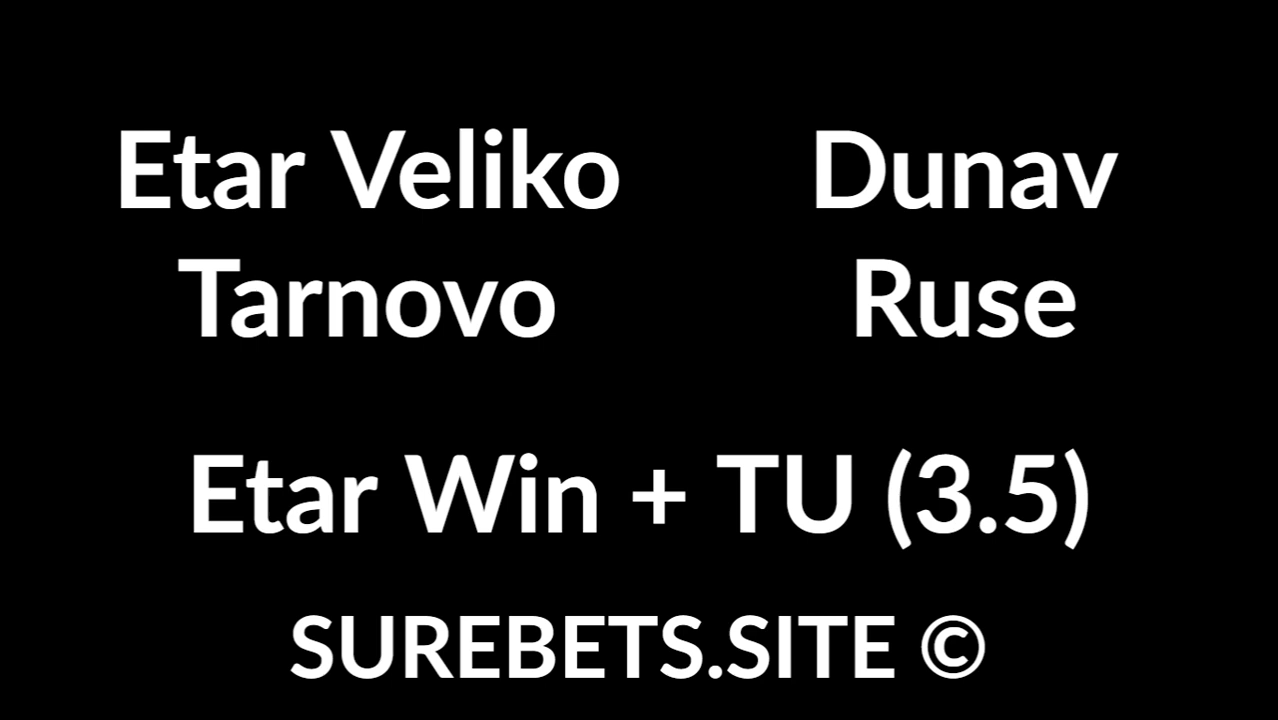 Etar Veliko
Tarnovo
Dunav
Ruse
Etar Win + TU (3.5)
SUREBETS.SITE ©